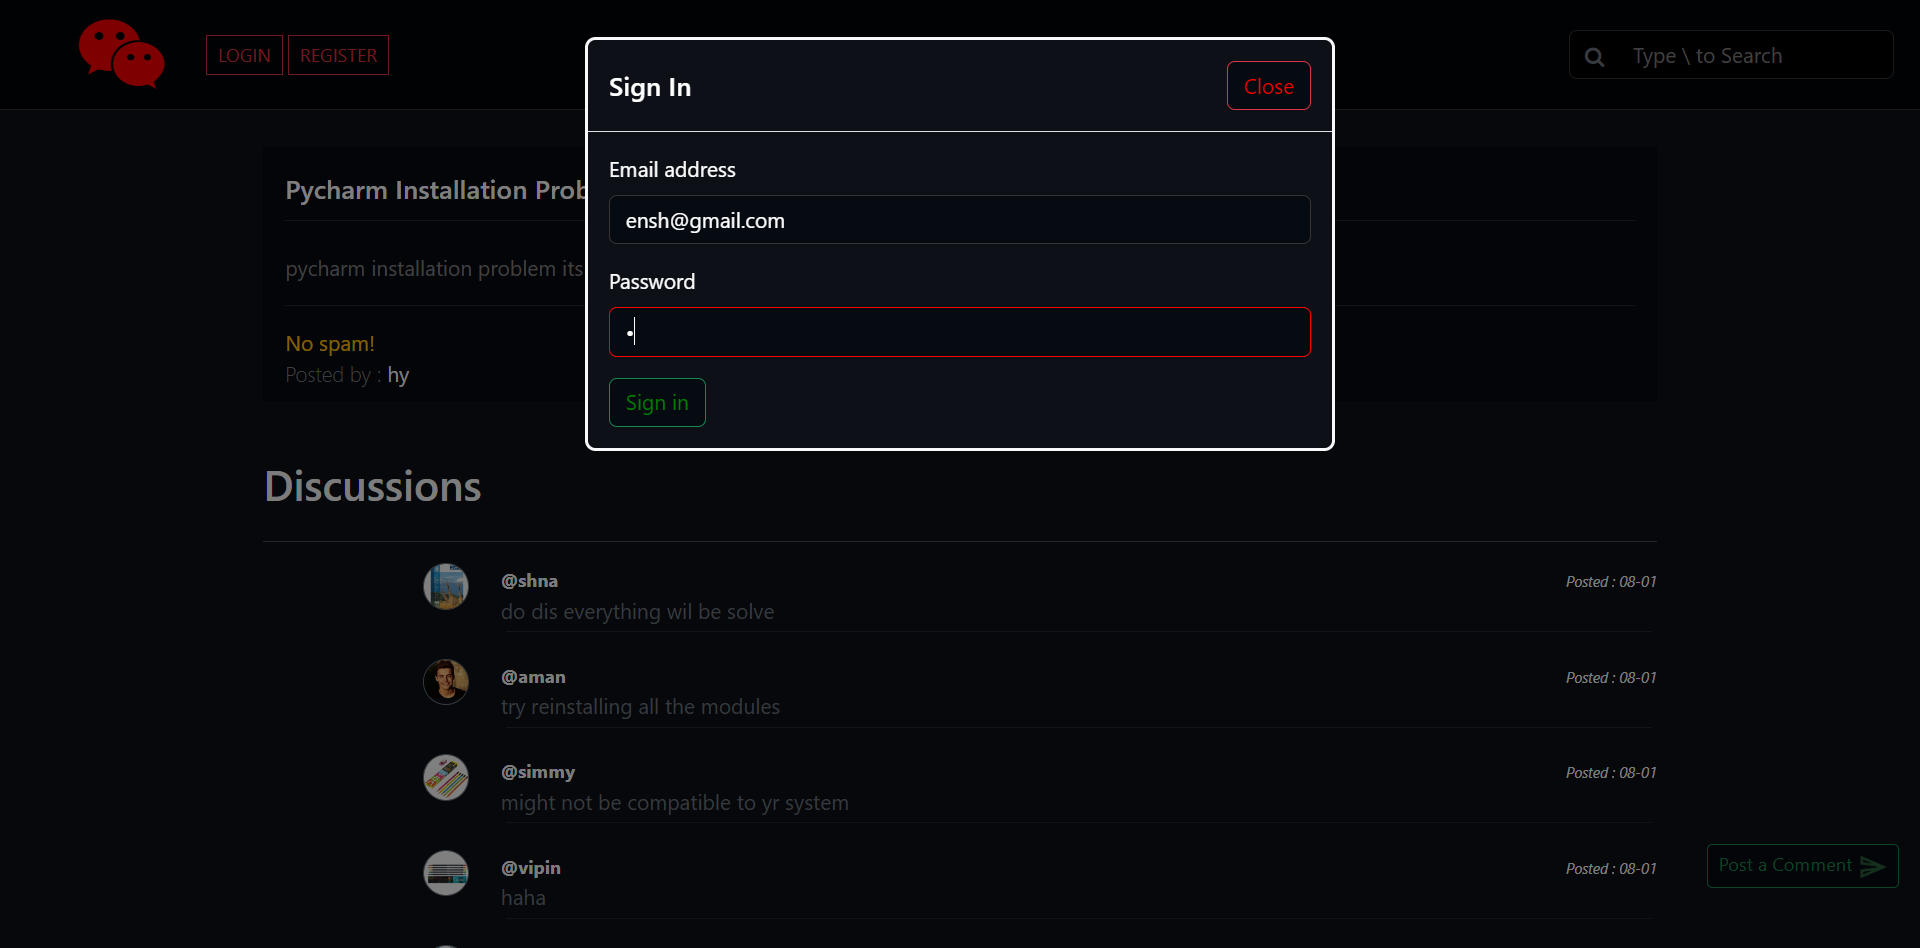 LOGIN REGISTER
Type \ to Search
Sign In
Close
Email address
ensh@gmail.com
Password
•
Sign in
Pycharm Installation
pycharm installation problem its
No spam!
Posted by : hy
Discussions
@shna
Posted : 08-01
do dis everything wil be solve
@aman
Posted : 08-01
try reinstalling all the modules
@simmy
Posted : 08-01
might not be compatible to yr system
@vipin
Posted : 08-01
haha
Post a Comment